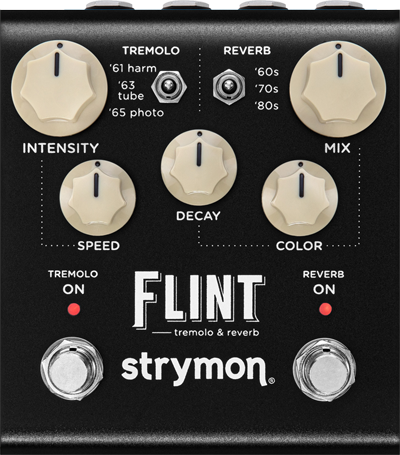 TREMOLO
REVERB
'61 harm
'63
tube
'65 photo
'60s
'70s
'80s
INTENSITY
MIX
DECAY
SPEED
COLOR
TREMOLO
ON
REVERB
ON
FLINT
tremolo & reverb
strymon®